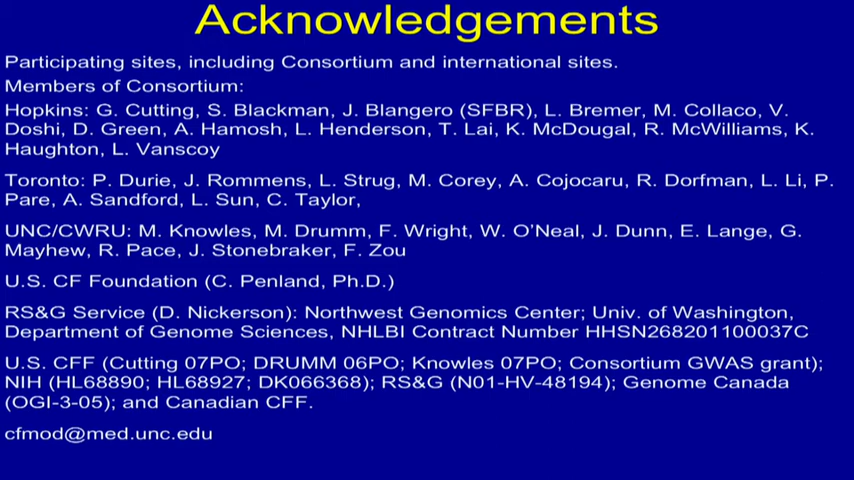 Acknowledgements
Participating sites, including Consortium and international sites.
Members of Consortium:
Hopkins: G. Cutting, S. Blackman, J. Blangero (SFBR), L. Bremer, M. Collaco, V.
Doshi, D. Green, A. Hamosh, L. Henderson, T. Lai, K. McDougal, R. McWilliams, K.
Haughton, L. Vanscoy
Toronto: P. Durie, J. Rommens, L. Strug, M. Corey, A. Cojocaru, R. Dorfman, L. Li, P.
Pare, A. Sandford, L. Sun, C. Taylor,
UNC/CWRU: M. Knowles, M. Drumm, F. Wright, W. O'Neal, J. Dunn, E. Lange, G.
Mayhew, R. Pace, J. Stonebraker, F. Zou
U.S. CF Foundation (C. Penland, Ph.D.)
RS&G Service (D. Nickerson): Northwest Genomics Center; Univ. of Washington,
Department of Genome Sciences, NHLBI Contract Number HHSN268201100037C
U.S. CFF (Cutting 07PO; DRUMM 06PO; Knowles 07PO; Consortium GWAS grant);
NIH (HL68890; HL68927; DK066368); RS&G (N01-HV-48194); Genome Canada
(OGI-3-05); and Canadian CFF.
cfmod@med.unc.edu